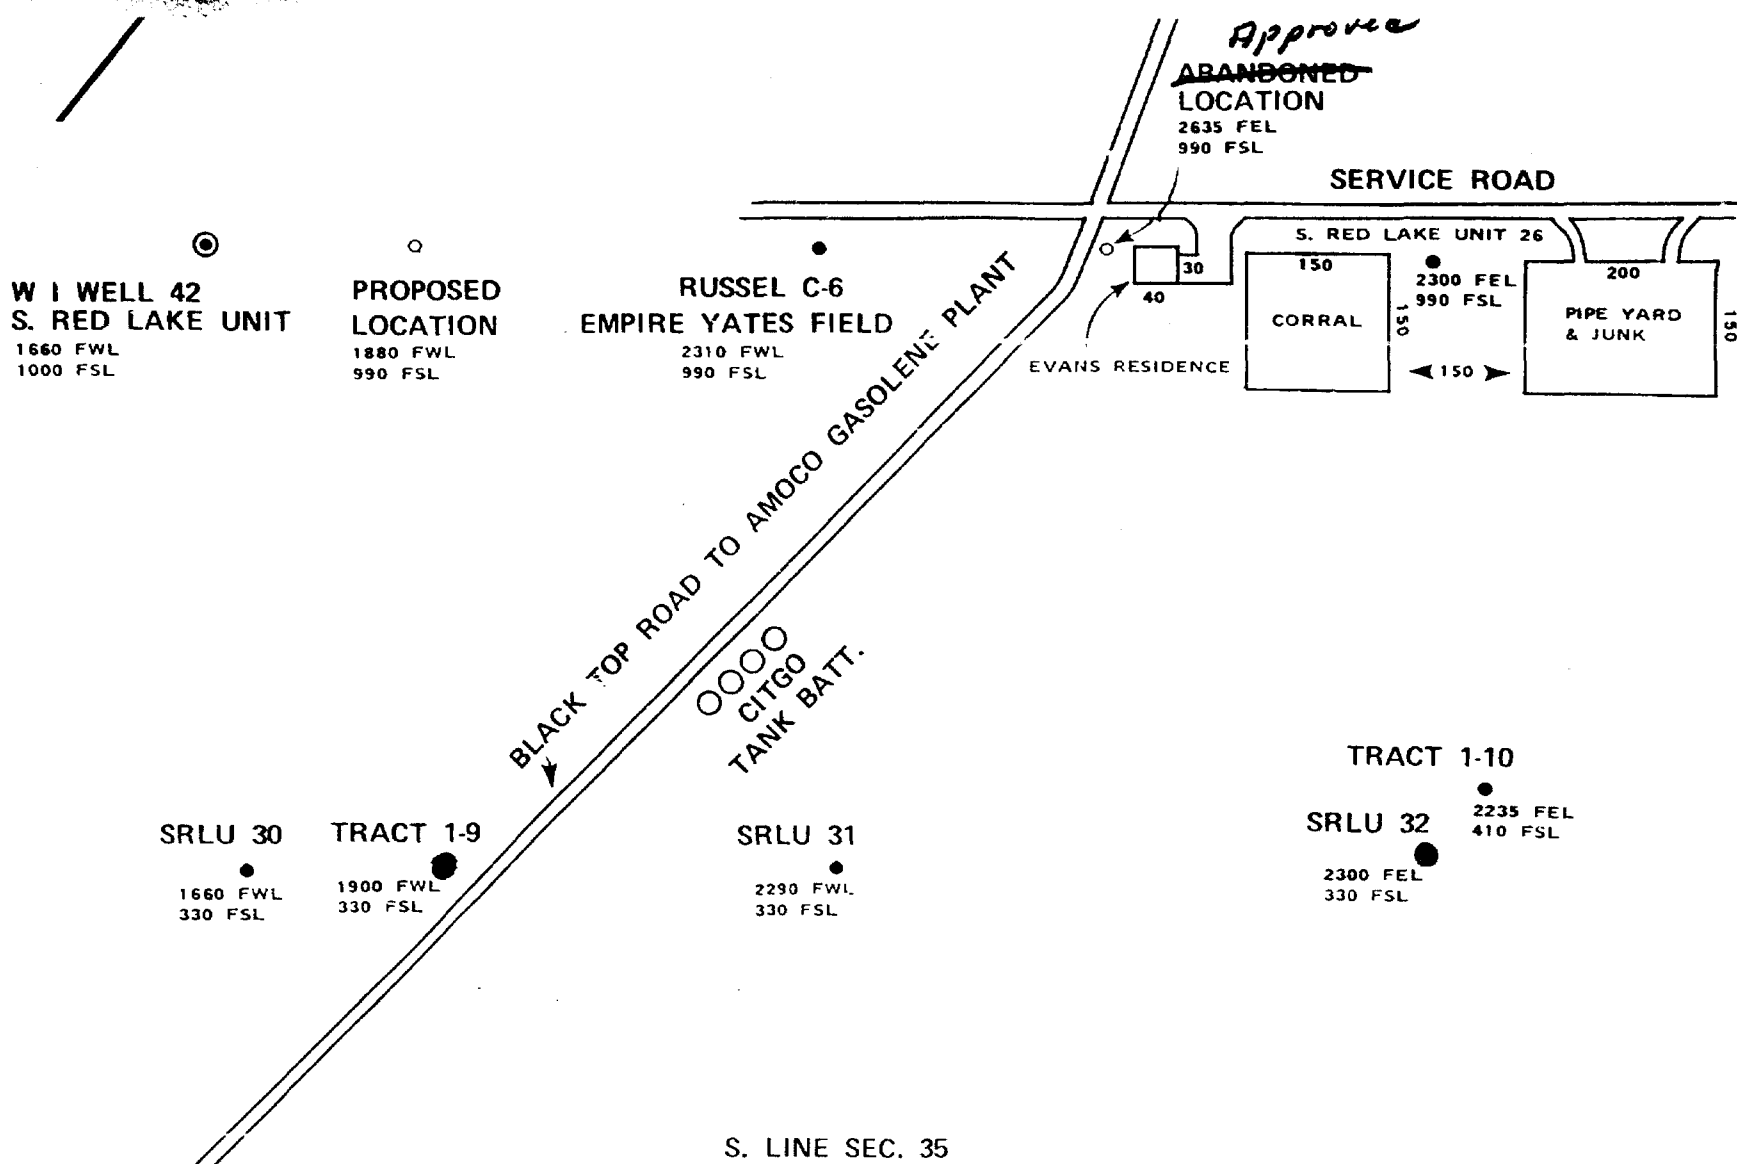 Approved
ABANDONED
LOCATION
2635 FEL
990 FSL
SERVICE ROAD
W I WELL 42
S. RED LAKE UNIT
1660 FWL
1000 FSL
PROPOSED
LOCATION
1880 FWL
990 FSL
RUSSEL C-6
EMPIRE YATES FIELD
2310 FWL
990 FSL
30
40
EVANS RESIDENCE
S. RED LAKE UNIT 26
150
CORRAL
150
2300 FEL
990 FSL
150
200
PIPE YARD
& JUNK
150
BLACK TOP ROAD TO AMOCO GASOLENE PLANT
CITGO
TANK BATT.
TRACT 1-10
2235 FEL
410 FSL
SRLU 30
1660 FWL
330 FSL
TRACT 1-9
1900 FWL
330 FSL
SRLU 31
2290 FWL
330 FSL
SRLU 32
2300 FEL
330 FSL
S. LINE SEC. 35